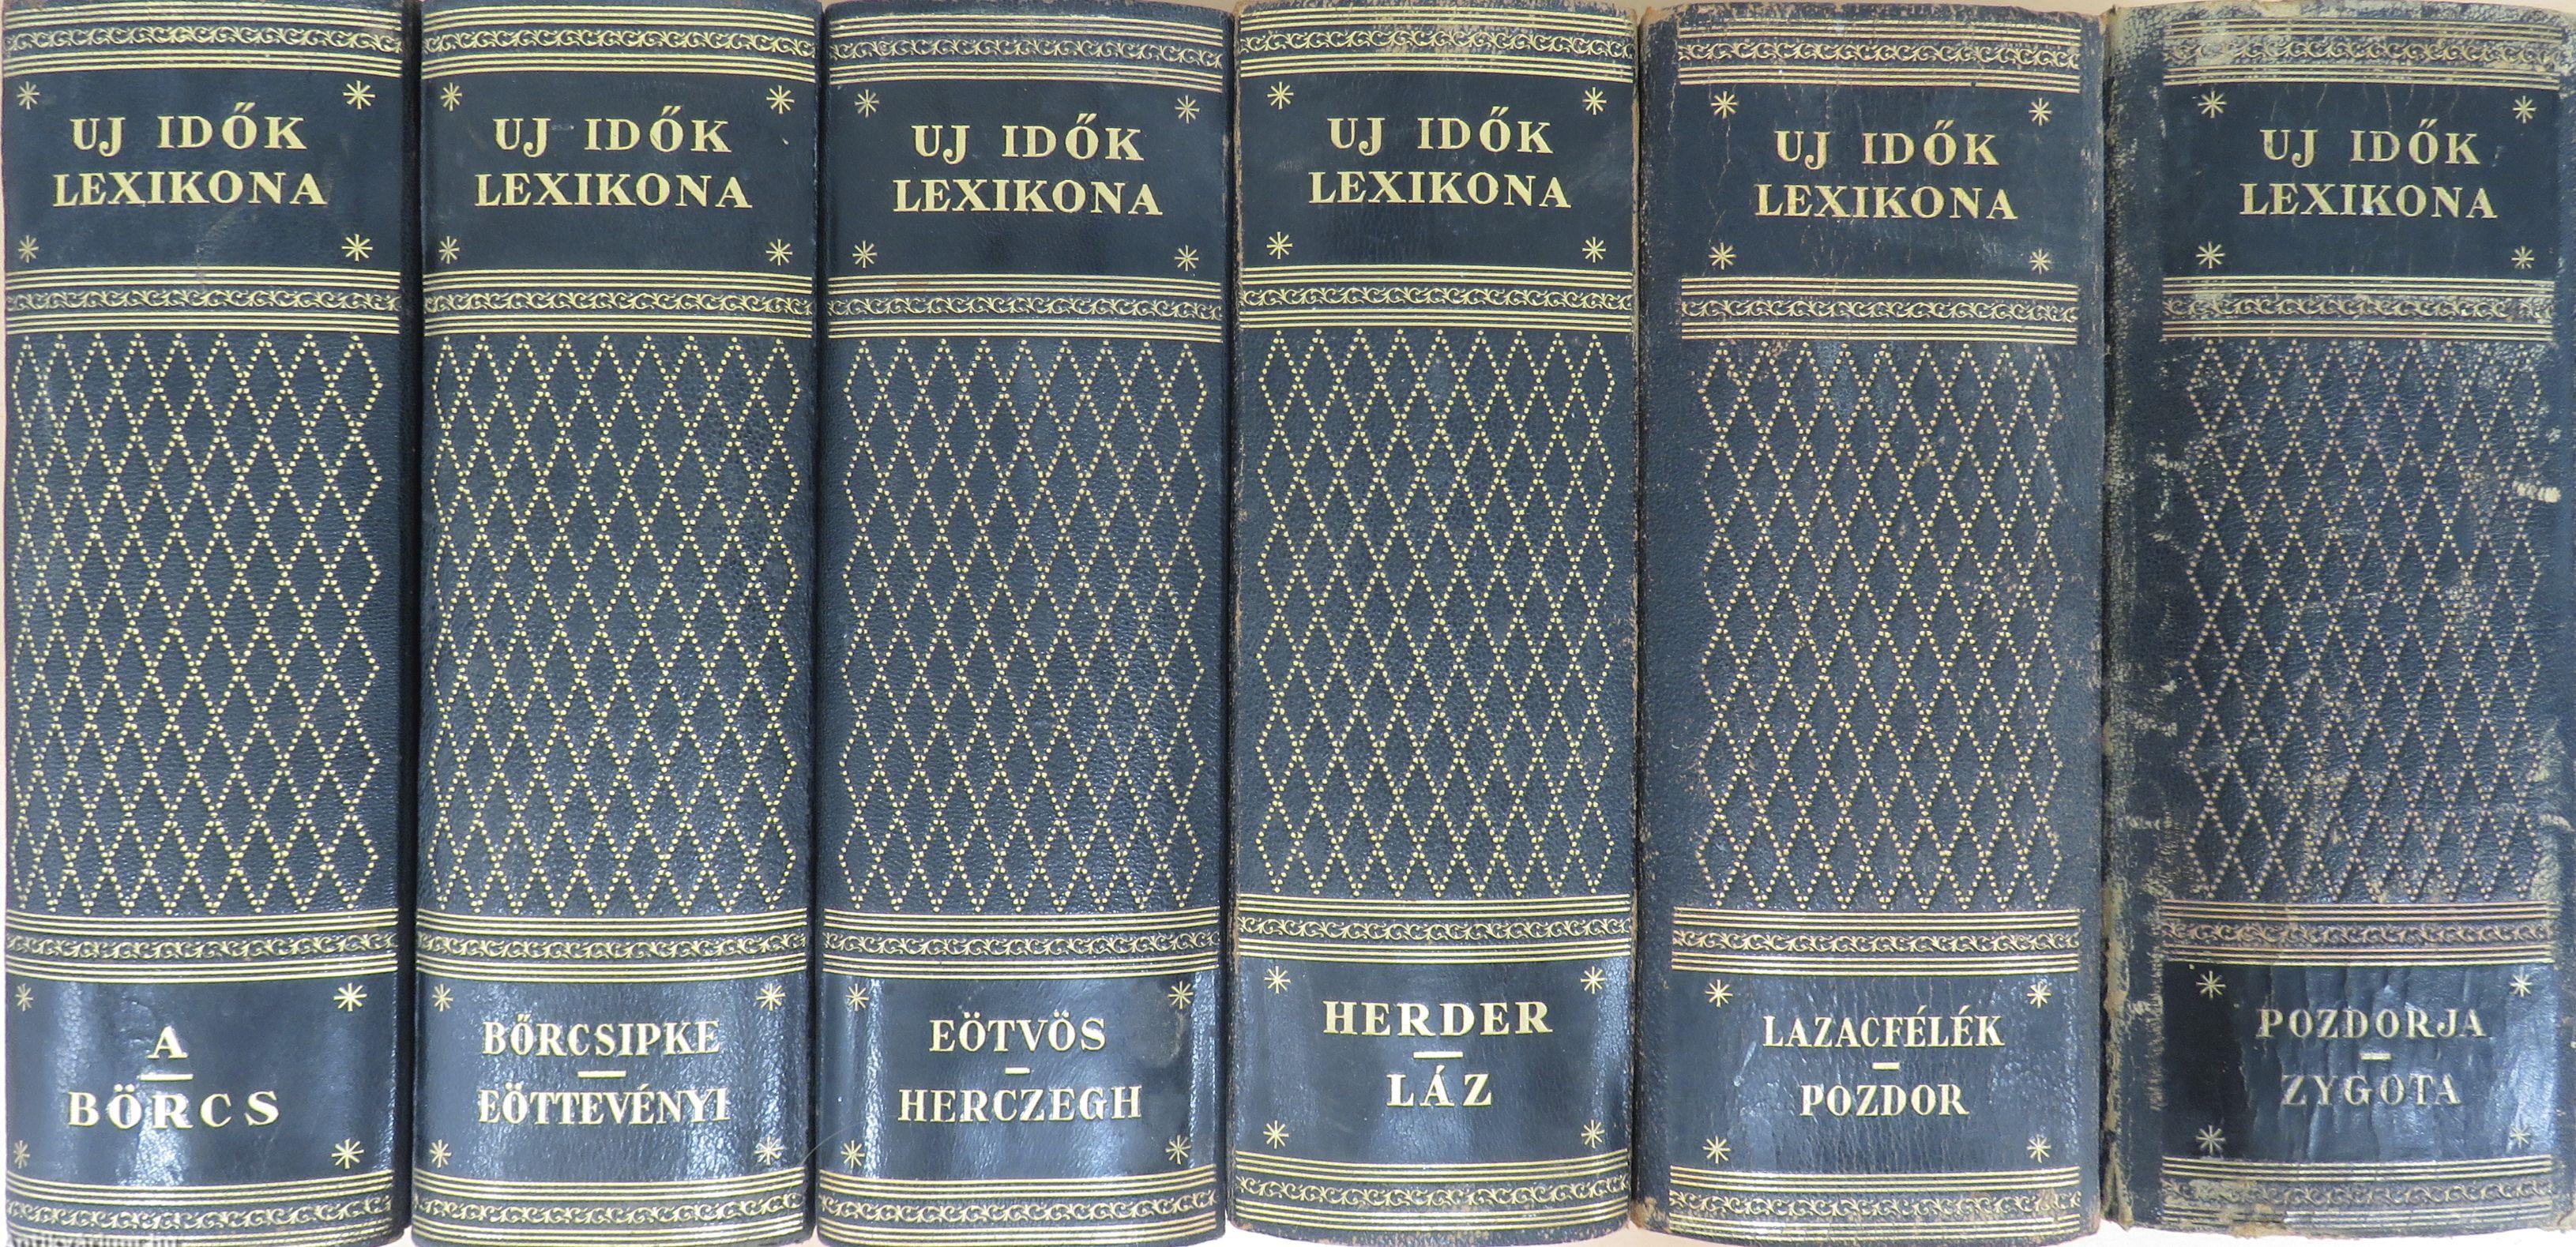 UJ IDŐK
LEXIKONA
A
—
BÖRCS
UJ IDŐK
LEXIKONA
BŐRCSIPKE
—
EÖTTEVÉNYI
UJ IDŐK
LEXIKONA
EÖTVÖS
—
HERCZEGH
UJ IDŐK
LEXIKONA
HERDER
—
LÁZ
UJ IDŐK
LEXIKONA
LAZACFÉLÉK
—
POZDOR
UJ IDŐK
LEXIKONA
POZDORJA
—
ZYGOTA